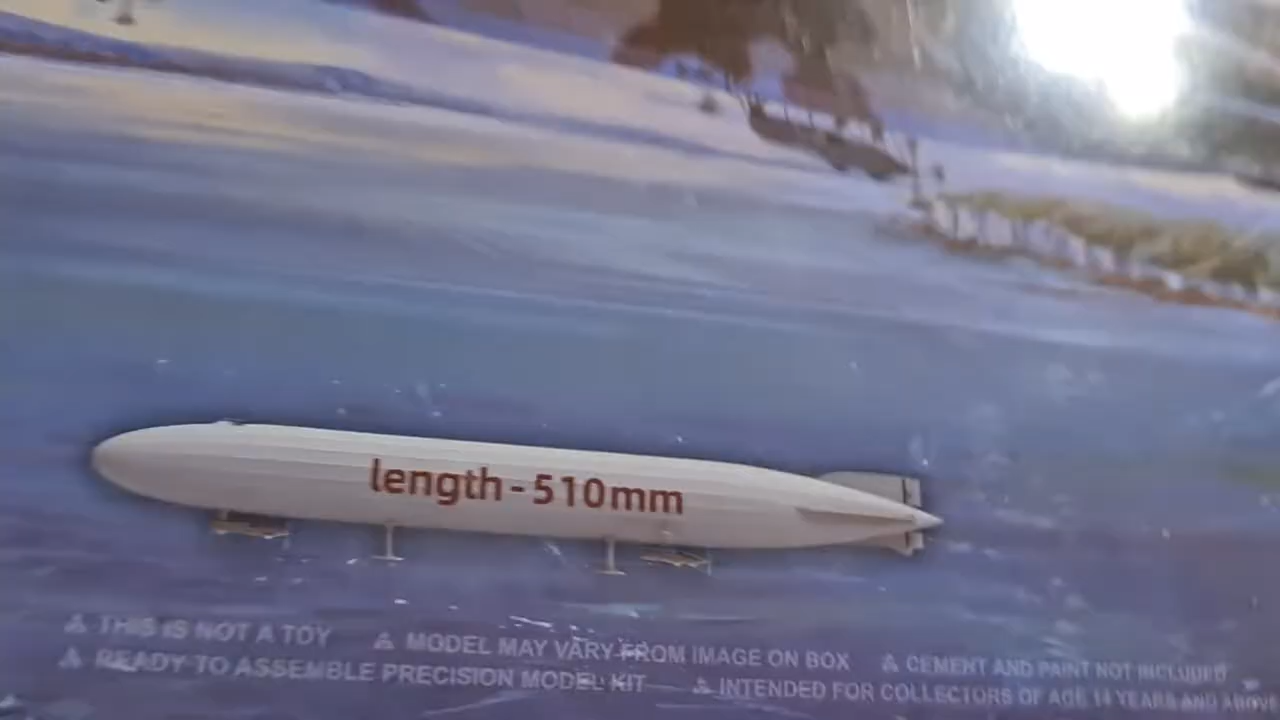 length - 510mm
THIS IS NOT A TOY MODEL MAY VARY FROM IMAGE ON BOX CEMENT AND PAINT NOT INCLUDED
READY TO ASSEMBLE PRECISION MODEL KIT INTENDED FOR COLLECTORS OF AGE 14 YEARS AND ABOVE